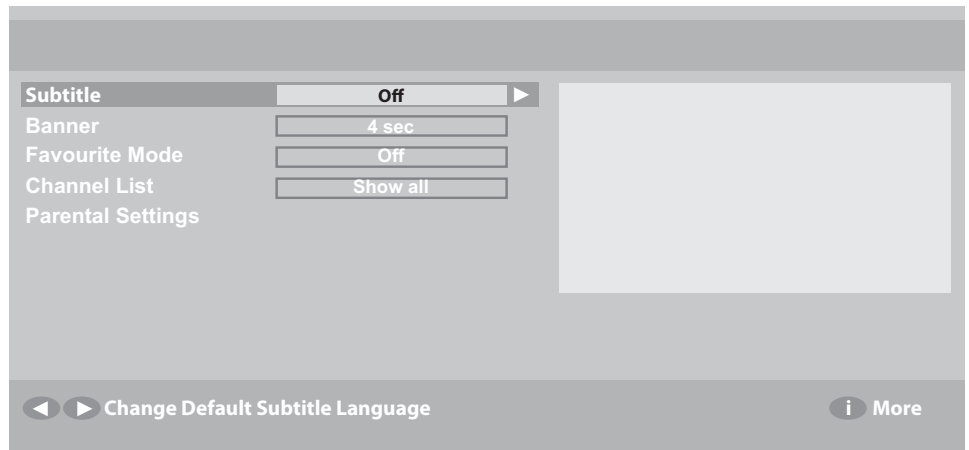 Subtitle Off
Banner 4 sec
Favourite Mode Off
Channel List Show all
Parental Settings
Change Default Subtitle Language i More